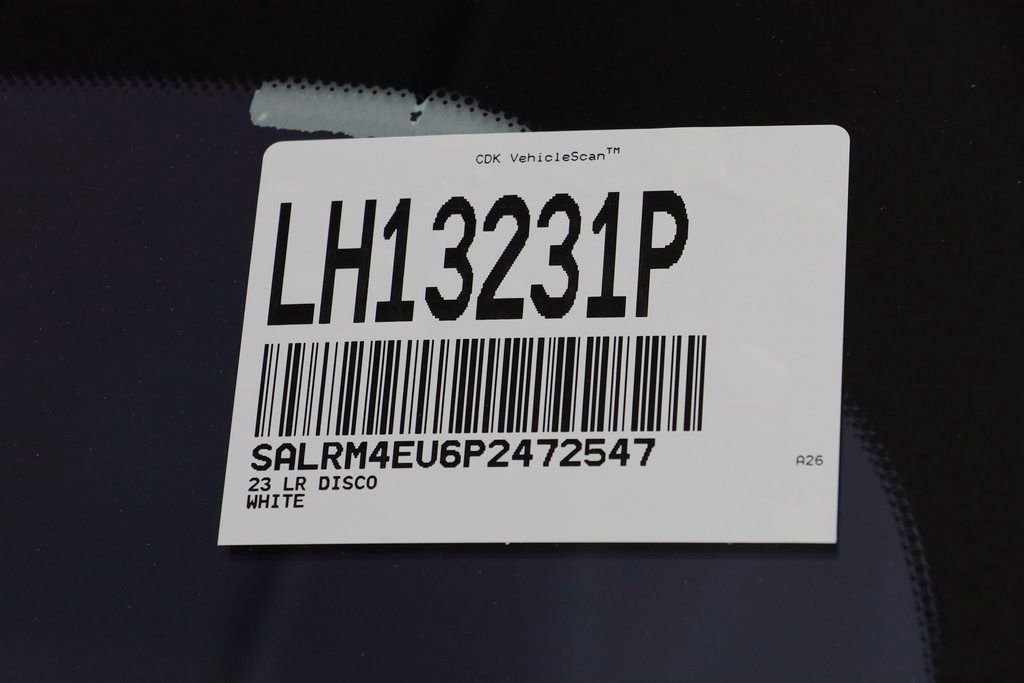 CDK VehicleScan™
LH13231P
SALRM4EU6P2472547
23 LR DISCO
WHITE
A26